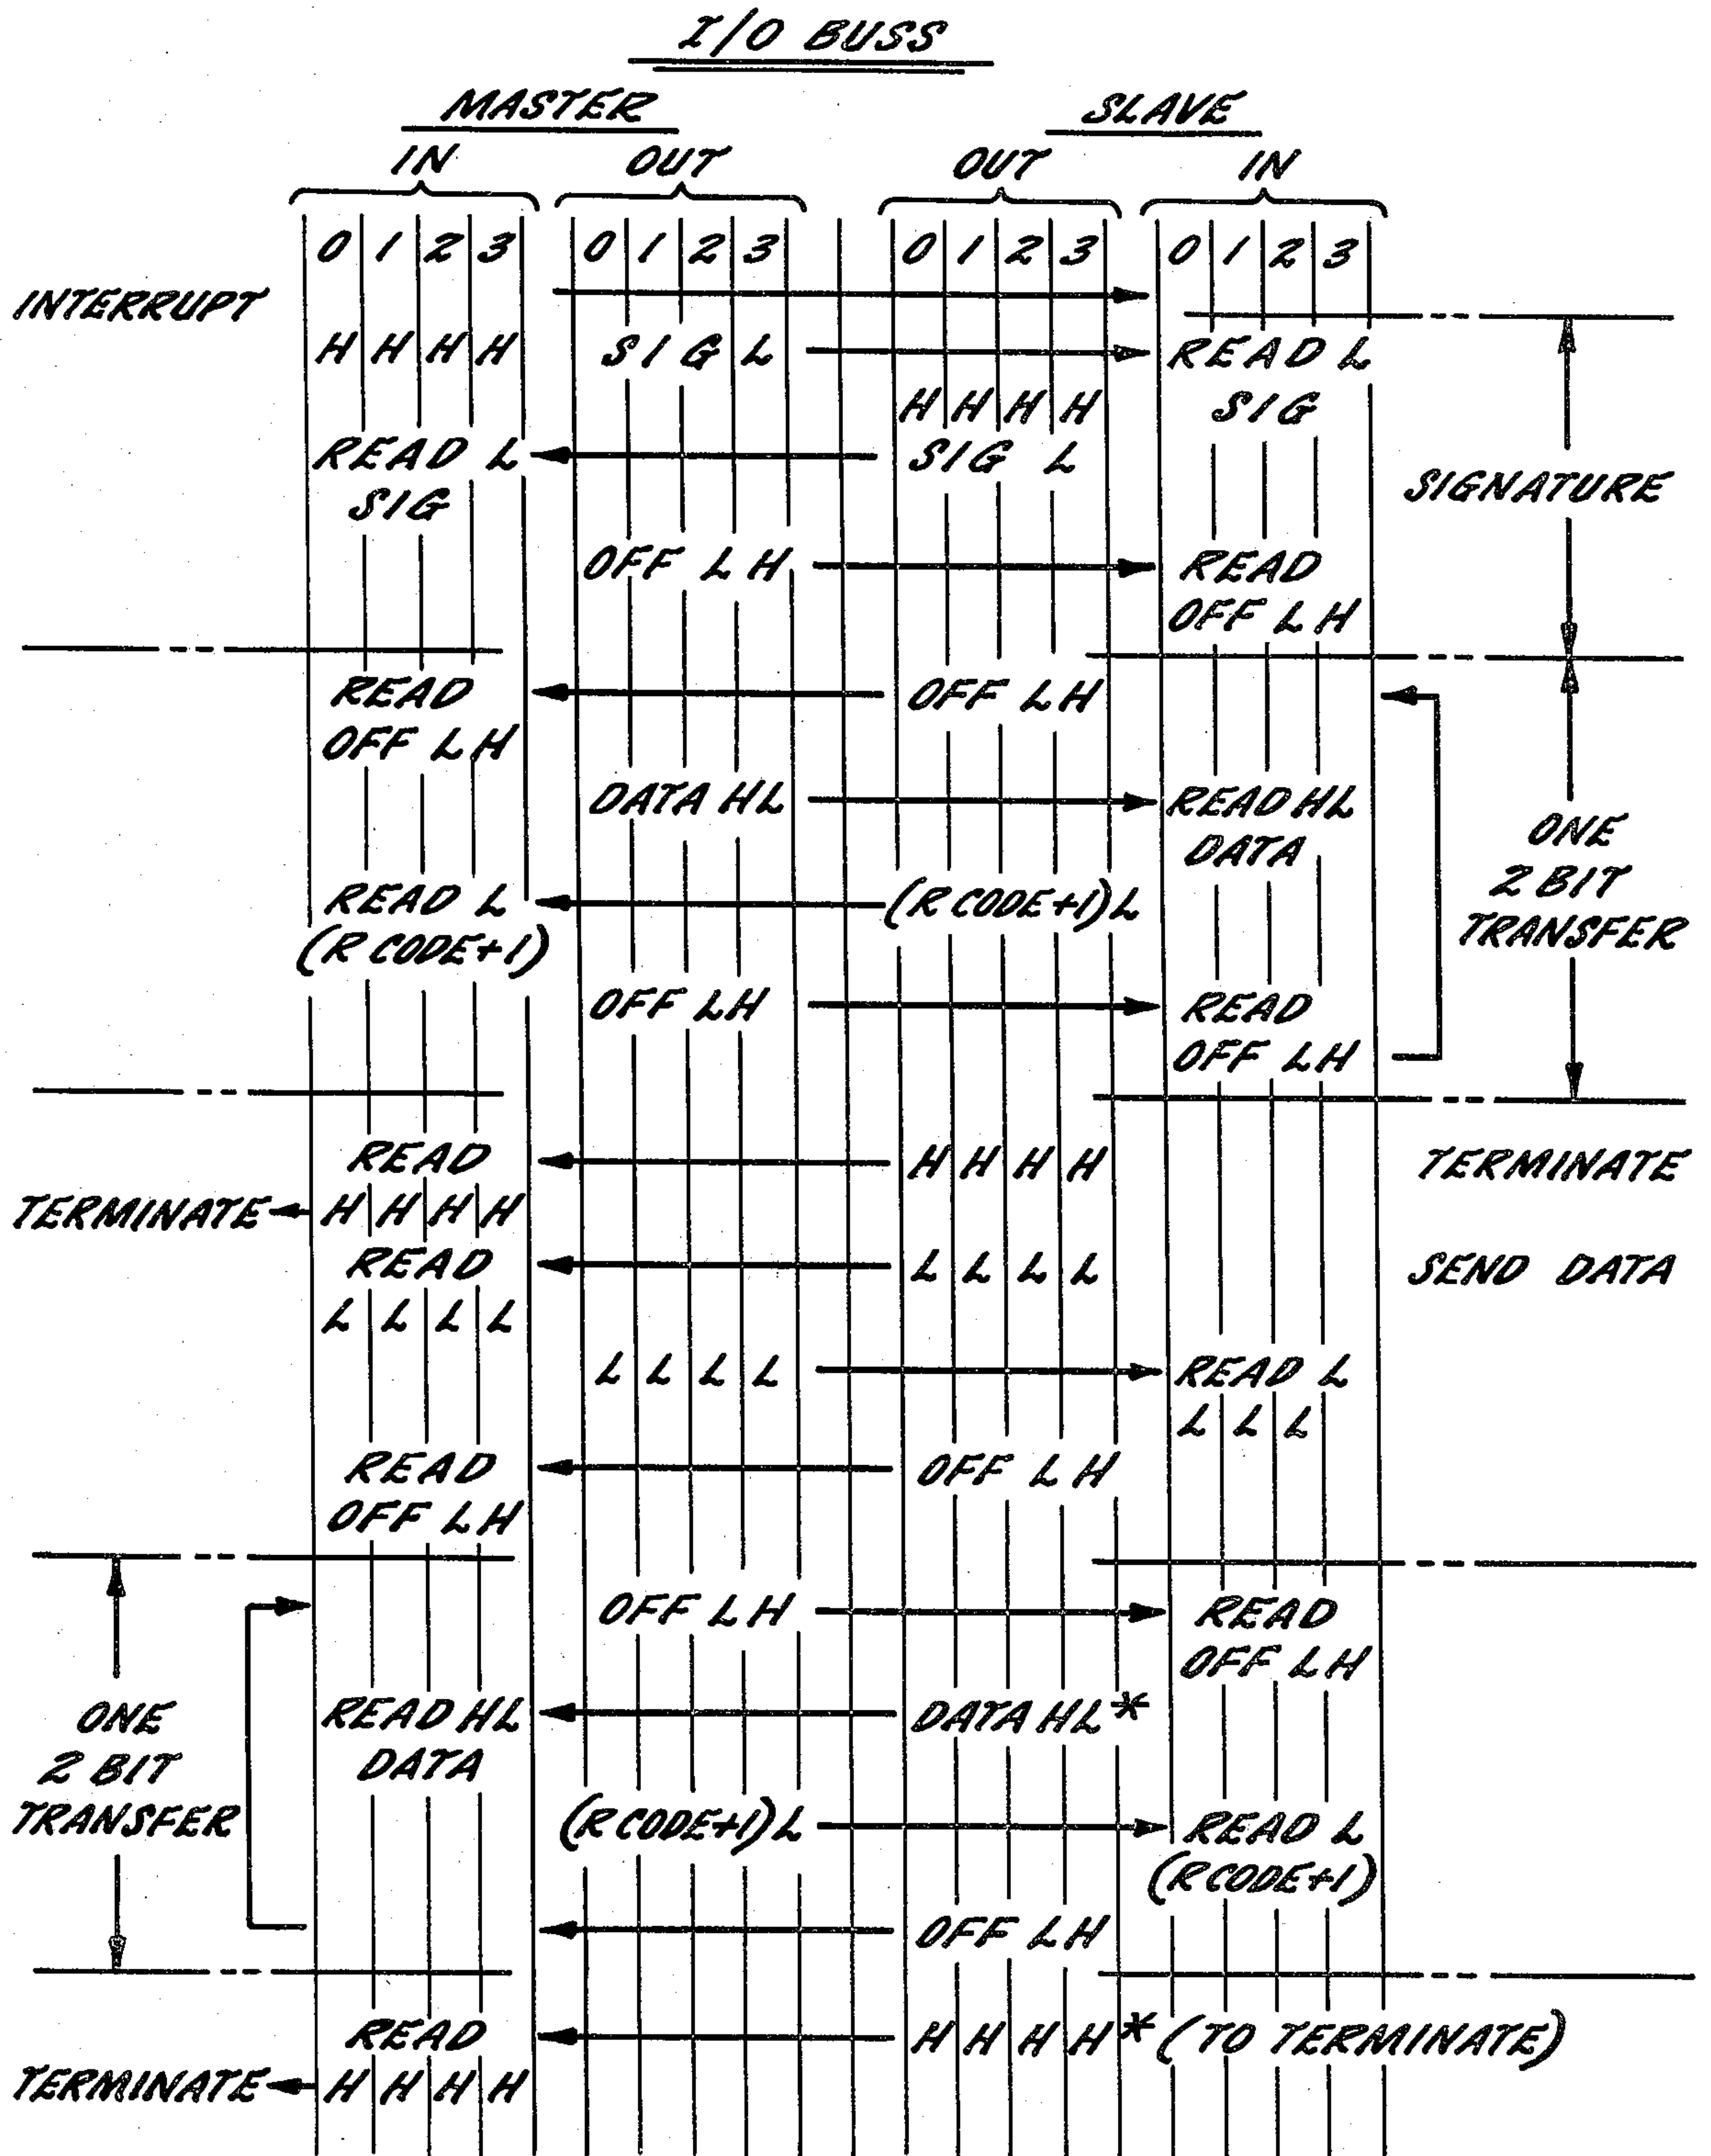 I/O BUSS
MASTER SLAVE
IN OUT OUT IN
0 1 2 3 0 1 2 3 0 1 2 3 0 1 2 3
INTERRUPT
H H H H SIG L READ L
H H H H SIG
READ L SIG L
SIGNATURE
SIG
OFF L H READ
OFF L H
READ OFF L H
OFF L H
DATA HL READ HL
DATA
ONE
2 BIT
TRANSFER
READ L (R CODE+1) L
(R CODE+1)
OFF L H READ
OFF L H
READ H H H H TERMINATE
TERMINATE H H H H
READ L L L L SEND DATA
L L L L
L L L L READ L
L L L
READ OFF L H
OFF L H
OFF L H READ
OFF L H
ONE
2 BIT
TRANSFER
READ HL DATA HL*
DATA
(R CODE+1) L READ L
(R CODE+1)
OFF L H
READ H H H H* (TO TERMINATE)
TERMINATE H H H H